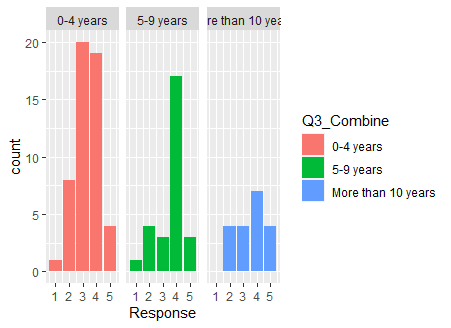 0-4 years 5-9 years re than 10 yea
20
15
10
5
0
count
1 2 3 4 5 1 2 3 4 5 1 2 3 4 5
Response
Q3_Combine
0-4 years
5-9 years
More than 10 years